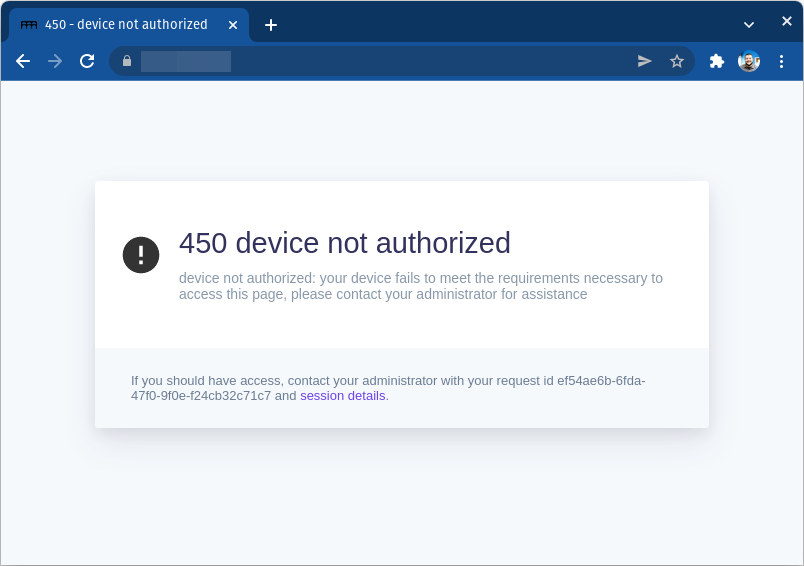 450 - device not authorized
450 device not authorized
device not authorized: your device fails to meet the requirements necessary to
access this page, please contact your administrator for assistance
If you should have access, contact your administrator with your request id ef54ae6b-6fda-
47f0-9f0e-f24cb32c71c7 and session details.